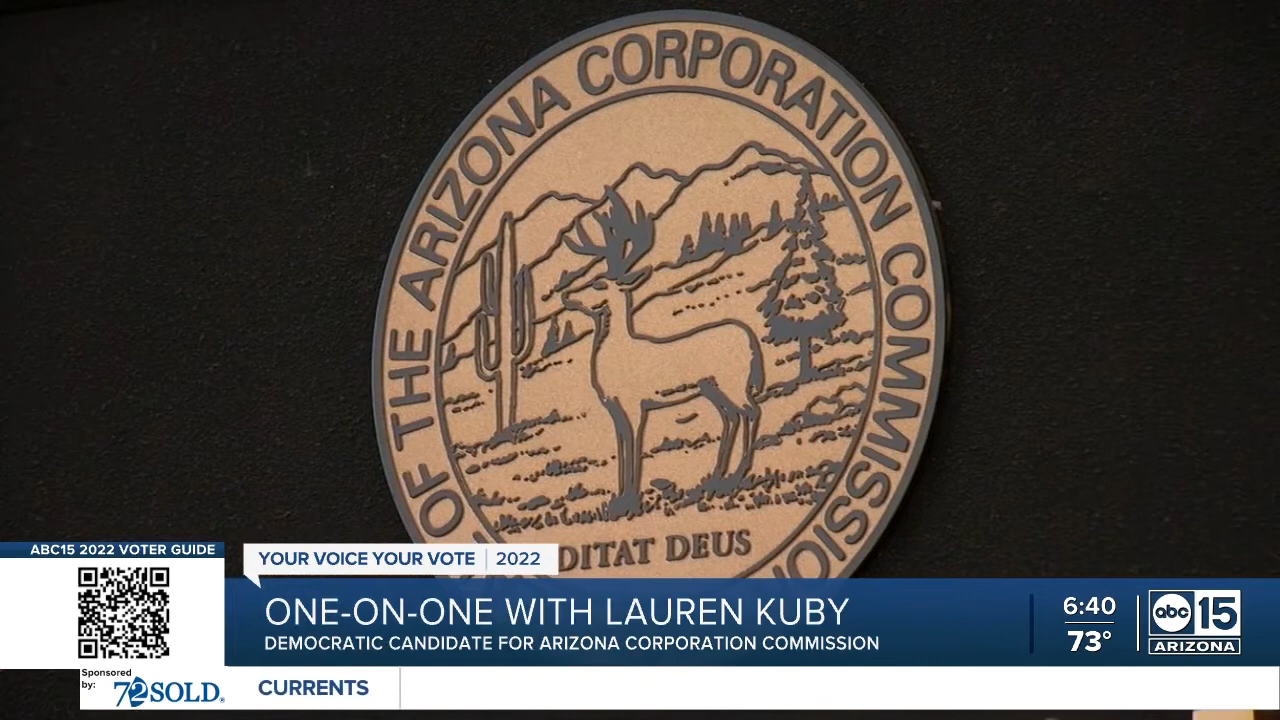 OF THE ARIZONA CORPORATION COMMISSION
DITAT DEUS
ABC15 2022 VOTER GUIDE
YOUR VOICE YOUR VOTE | 2022
ONE-ON-ONE WITH LAUREN KUBY
DEMOCRATIC CANDIDATE FOR ARIZONA CORPORATION COMMISSION
6:40
73°
abc 15
ARIZONA
Sponsored
by:
72SOLD.
CURRENTS